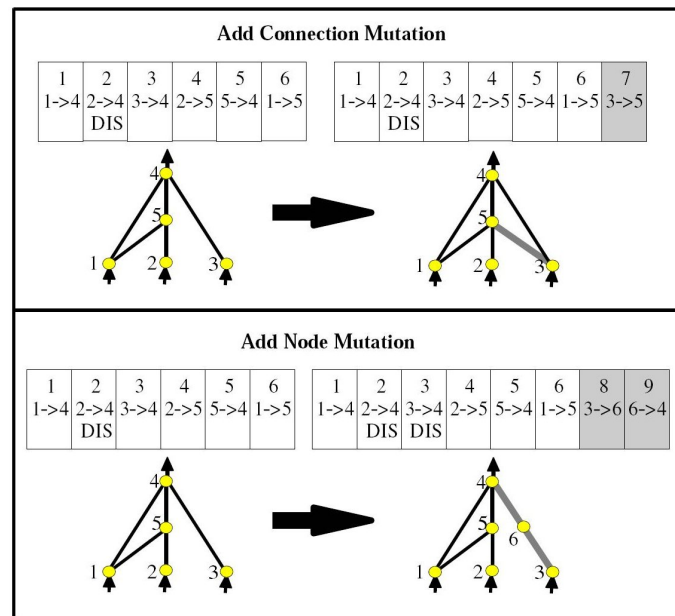 Add Connection Mutation
1 2 3 4 5 6 1 2 3 4 5 6 7
1->4 2->4 3->4 2->5 5->4 1->5 1->4 2->4 3->4 2->5 5->4 1->5 3->5
DIS DIS
4 4
5 5
1 2 3 1 2 3
Add Node Mutation
1 2 3 4 5 6 1 2 3 4 5 6 8 9
1->4 2->4 3->4 2->5 5->4 1->5 1->4 2->4 3->4 2->5 5->4 1->5 3->6 6->4
DIS DIS DIS
4 4
5 5 6
1 2 3 1 2 3